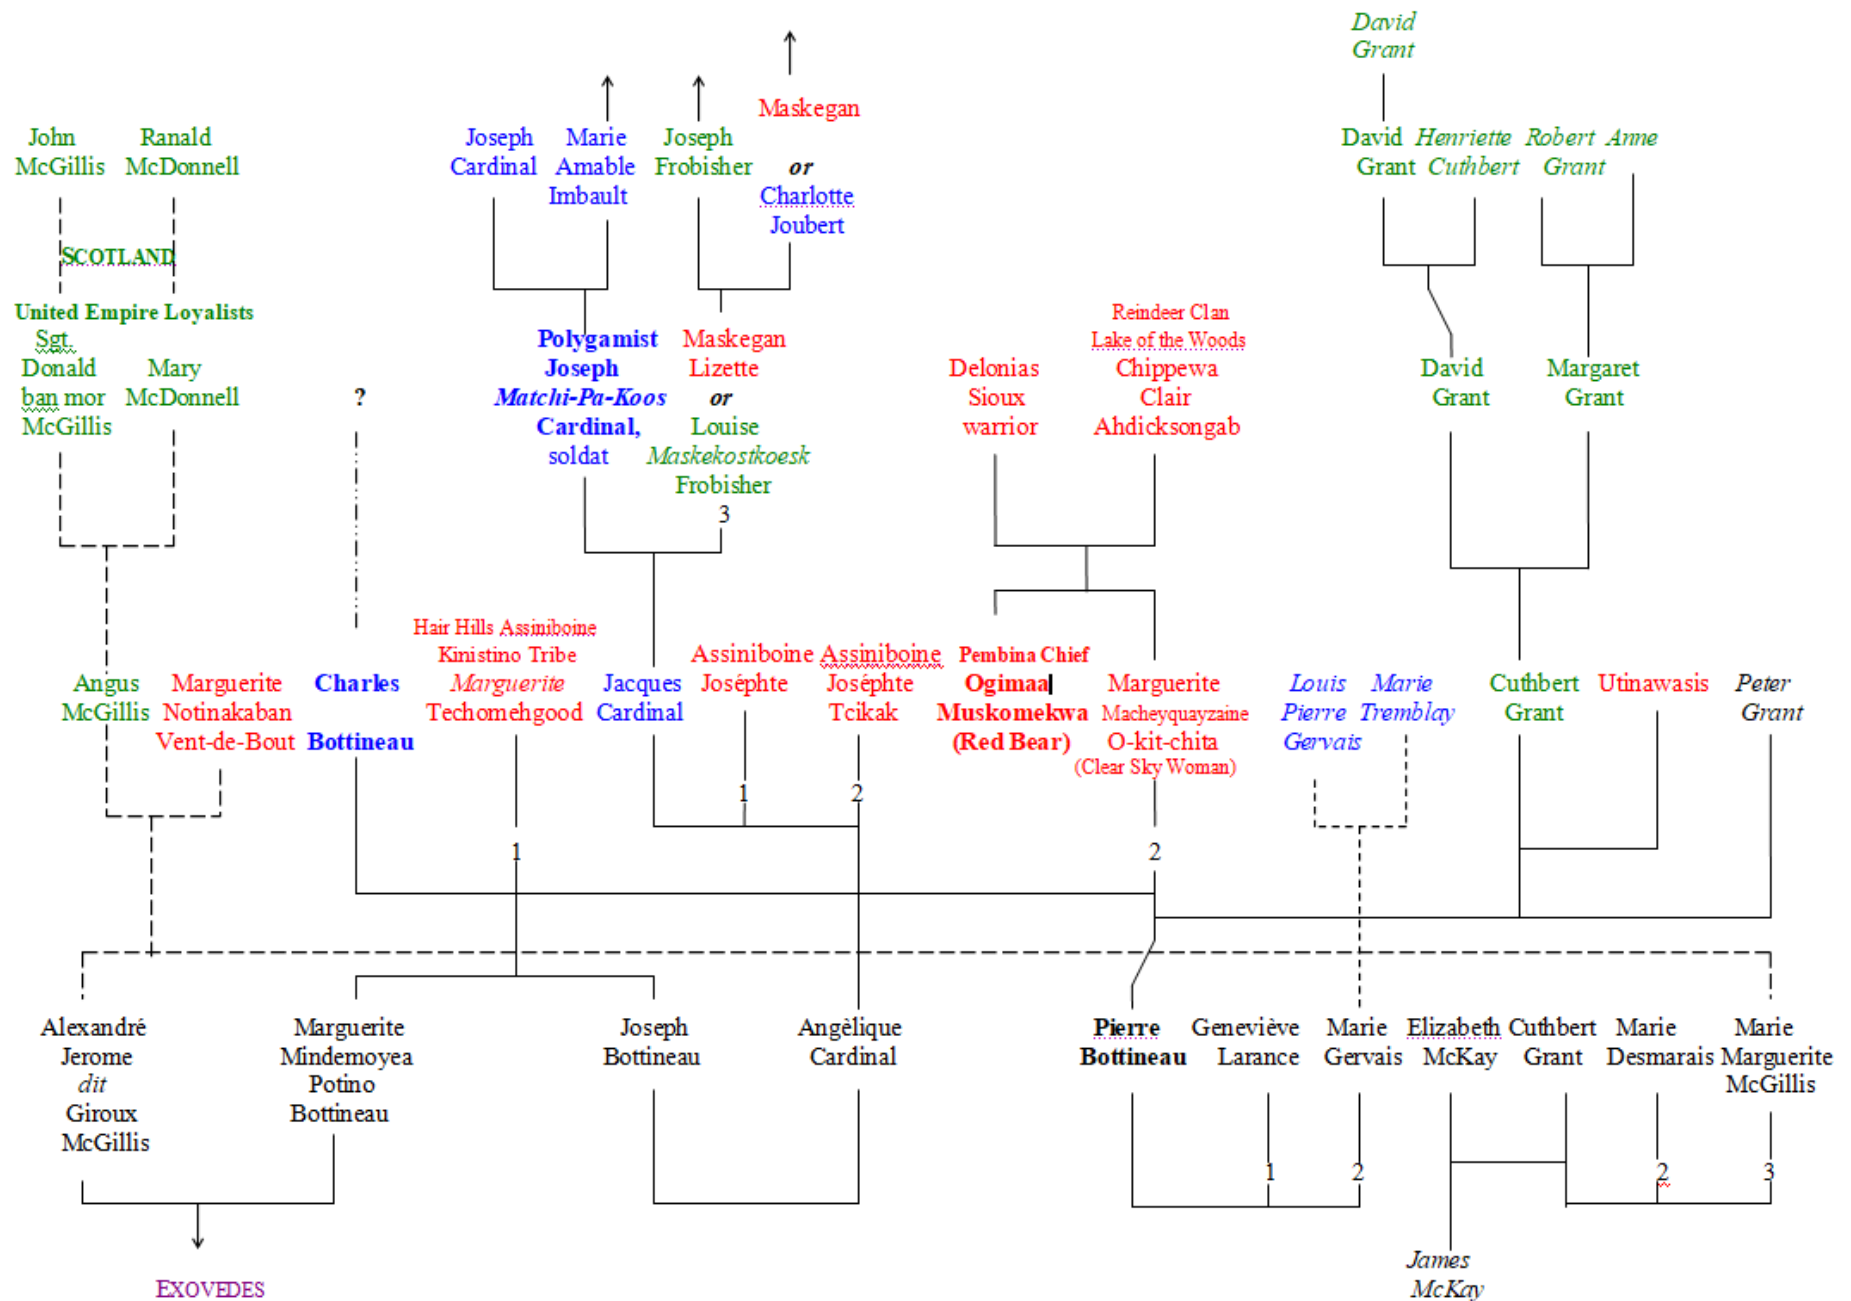 David
Grant
Maskegan
John
McGillis
Ranald
McDonnell
Joseph
Cardinal
Marie
Amable
Imbault
Joseph
Frobisher
or
Charlotte
Joubert
David
Grant
Henriette
Cuthbert
Robert Anne
Grant
SCOTLAND
United Empire Loyalists
Sgt.
Donald
ban mor
McGillis
Mary
McDonnell
?
Polygamist
Joseph
Matchi-Pa-Koos
Cardinal,
soldat
Maskegan
Lizette
or
Louise
Maskekostkoesk
Frobisher
3
Delonias
Sioux
warrior
Reindeer Clan
Lake of the Woods
Chippewa
Clair
Ahdicksongab
David
Grant
Margaret
Grant
Angus
McGillis
Marguerite
Notinakaban
Vent-de-Bout
Charles
Bottineau
Hair Hills Assiniboine
Kinistino Tribe
Marguerite
Techomehgood
Jacques
Cardinal
Assiniboine
Joséphte
Assiniboine
Joséphte
Tcikak
Pembina Chief
Ogimaa
Muskomekwa
(Red Bear)
Marguerite
Macheyquayzaine
O-kit-chita
(Clear Sky Woman)
Louis
Pierre
Gervais
Marie
Tremblay
Cuthbert
Grant
Utinawasis
Peter
Grant
1
2
1
2
Alexandré
Jerome
dit
Giroux
McGillis
Marguerite
Mindemoyea
Potino
Bottineau
Joseph
Bottineau
Angèlique
Cardinal
Pierre
Bottineau
Geneviève
Larance
Marie
Gervais
Elizabeth
McKay
Cuthbert
Grant
Marie
Desmarais
Marie
Marguerite
McGillis
1
2
2
3
EXOVEDES
James
McKay